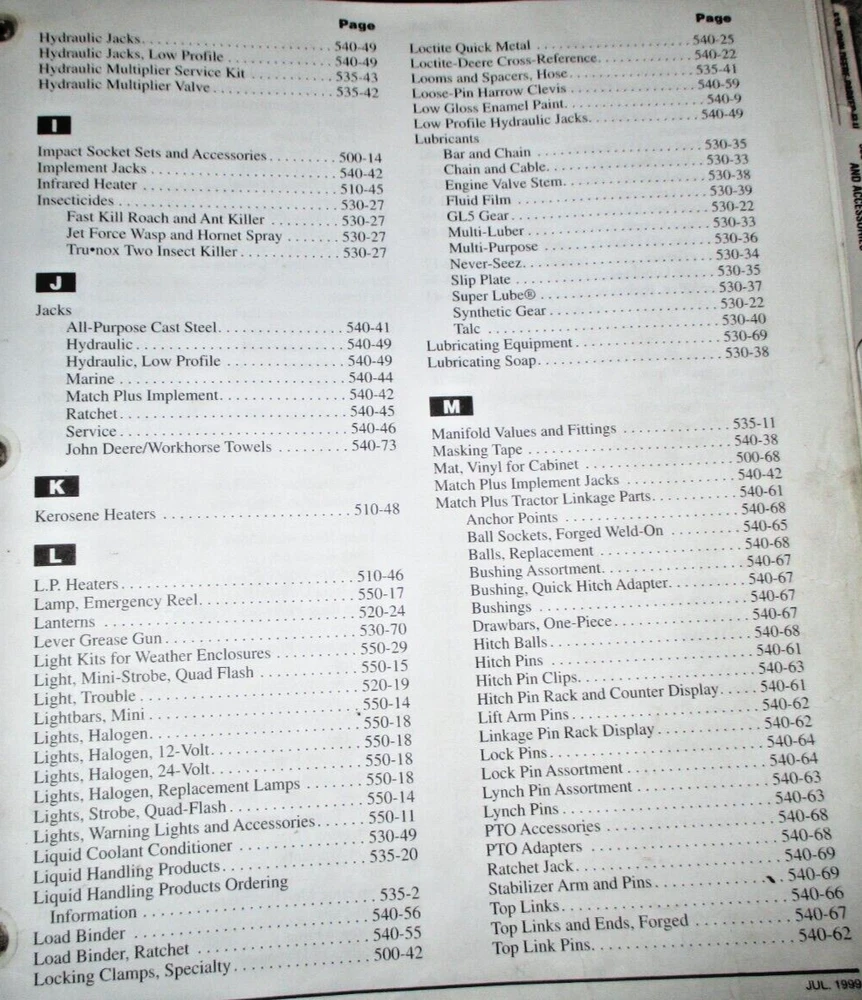 Page
Hydraulic Jacks. . . . . . . . . . 540-49
Hydraulic Jacks, Low Profile . . . . . . . . . . 540-49
Hydraulic Multiplier Service Kit . . . . . . . . . . 535-43
Hydraulic Multiplier Valve. . . . . . . . . . 535-42
I
Impact Socket Sets and Accessories. . . . . . . . . . 500-14
Implement Jacks . . . . . . . . . . 540-42
Infrared Heater . . . . . . . . . . 510-45
Insecticides . . . . . . . . . . 530-27
Fast Kill Roach and Ant Killer . . . . . . . . . . 530-27
Jet Force Wasp and Hornet Spray . . . . . . . . . . 530-27
Tru•nox Two Insect Killer. . . . . . . . . . 530-27
J
Jacks
All-Purpose Cast Steel. . . . . . . . . . 540-41
Hydraulic. . . . . . . . . . 540-49
Hydraulic, Low Profile . . . . . . . . . . 540-49
Marine . . . . . . . . . . 540-44
Match Plus Implement. . . . . . . . . . 540-42
Ratchet. . . . . . . . . . 540-45
Service. . . . . . . . . . 540-46
John Deere/Workhorse Towels . . . . . . . . . . 540-73
K
Kerosene Heaters . . . . . . . . . . 510-48
L
L.P. Heaters. . . . . . . . . . 510-46
Lamp, Emergency Reel. . . . . . . . . . 550-17
Lanterns . . . . . . . . . . 520-24
Lever Grease Gun. . . . . . . . . . 530-70
Light Kits for Weather Enclosures . . . . . . . . . . 550-29
Light, Mini-Strobe, Quad Flash . . . . . . . . . . 550-15
Light, Trouble . . . . . . . . . . 520-19
Lightbars, Mini . . . . . . . . . . 550-14
Lights, Halogen. . . . . . . . . . 550-18
Lights, Halogen, 12-Volt. . . . . . . . . . 550-18
Lights, Halogen, 24-Volt. . . . . . . . . . 550-18
Lights, Halogen, Replacement Lamps . . . . . . . . . . 550-18
Lights, Strobe, Quad-Flash. . . . . . . . . . 550-14
Lights, Warning Lights and Accessories. . . . . . . . . . 550-11
Liquid Coolant Conditioner . . . . . . . . . . 530-49
Liquid Handling Products. . . . . . . . . . 535-20
Liquid Handling Products Ordering
Information . . . . . . . . . . 535-2
Load Binder . . . . . . . . . . 540-56
Load Binder, Ratchet . . . . . . . . . . 540-55
Locking Clamps, Specialty. . . . . . . . . . 500-42
Page
Loctite Quick Metal . . . . . . . . . . 540-25
Loctite-Deere Cross-Reference. . . . . . . . . . 540-22
Looms and Spacers, Hose. . . . . . . . . . 535-41
Loose-Pin Harrow Clevis . . . . . . . . . . 540-59
Low Gloss Enamel Paint. . . . . . . . . . 540-9
Low Profile Hydraulic Jacks. . . . . . . . . . 540-49
Lubricants
Bar and Chain . . . . . . . . . . 530-35
Chain and Cable. . . . . . . . . . 530-33
Engine Valve Stem. . . . . . . . . . 530-38
Fluid Film . . . . . . . . . . 530-39
GL5 Gear. . . . . . . . . . 530-22
Multi-Luber . . . . . . . . . . 530-33
Multi-Purpose . . . . . . . . . . 530-36
Never-Seez. . . . . . . . . . 530-34
Slip Plate . . . . . . . . . . 530-35
Super Lube® . . . . . . . . . . 530-37
Synthetic Gear . . . . . . . . . . 530-22
Talc . . . . . . . . . . 530-40
Lubricating Equipment . . . . . . . . . . 530-69
Lubricating Soap. . . . . . . . . . 530-38
M
Manifold Values and Fittings . . . . . . . . . . 535-11
Masking Tape . . . . . . . . . . 540-38
Mat, Vinyl for Cabinet . . . . . . . . . . 500-68
Match Plus Implement Jacks . . . . . . . . . . 540-42
Match Plus Tractor Linkage Parts. . . . . . . . . . 540-61
Anchor Points . . . . . . . . . . 540-68
Ball Sockets, Forged Weld-On . . . . . . . . . . 540-65
Balls, Replacement . . . . . . . . . . 540-68
Bushing Assortment. . . . . . . . . . 540-67
Bushing, Quick Hitch Adapter. . . . . . . . . . 540-67
Bushings . . . . . . . . . . 540-67
Drawbars, One-Piece. . . . . . . . . . 540-67
Hitch Balls. . . . . . . . . . 540-68
Hitch Pins . . . . . . . . . . 540-61
Hitch Pin Clips. . . . . . . . . . 540-63
Hitch Pin Rack and Counter Display. . . . . 540-61
Lift Arm Pins . . . . . . . . . . 540-62
Linkage Pin Rack Display. . . . . . . . . . 540-62
Lock Pins. . . . . . . . . . 540-64
Lock Pin Assortment . . . . . . . . . . 540-64
Lynch Pin Assortment . . . . . . . . . . 540-63
Lynch Pins . . . . . . . . . . 540-63
PTO Accessories . . . . . . . . . . 540-68
PTO Adapters . . . . . . . . . . 540-68
Ratchet Jack. . . . . . . . . . 540-69
Stabilizer Arm and Pins. . . . . . . . . . 540-69
Top Links. . . . . . . . . . 540-66
Top Links and Ends, Forged . . . . . . . . . . 540-67
Top Link Pins. . . . . . . . . . 540-62
JUL. 1999
AND ACCESSORIES